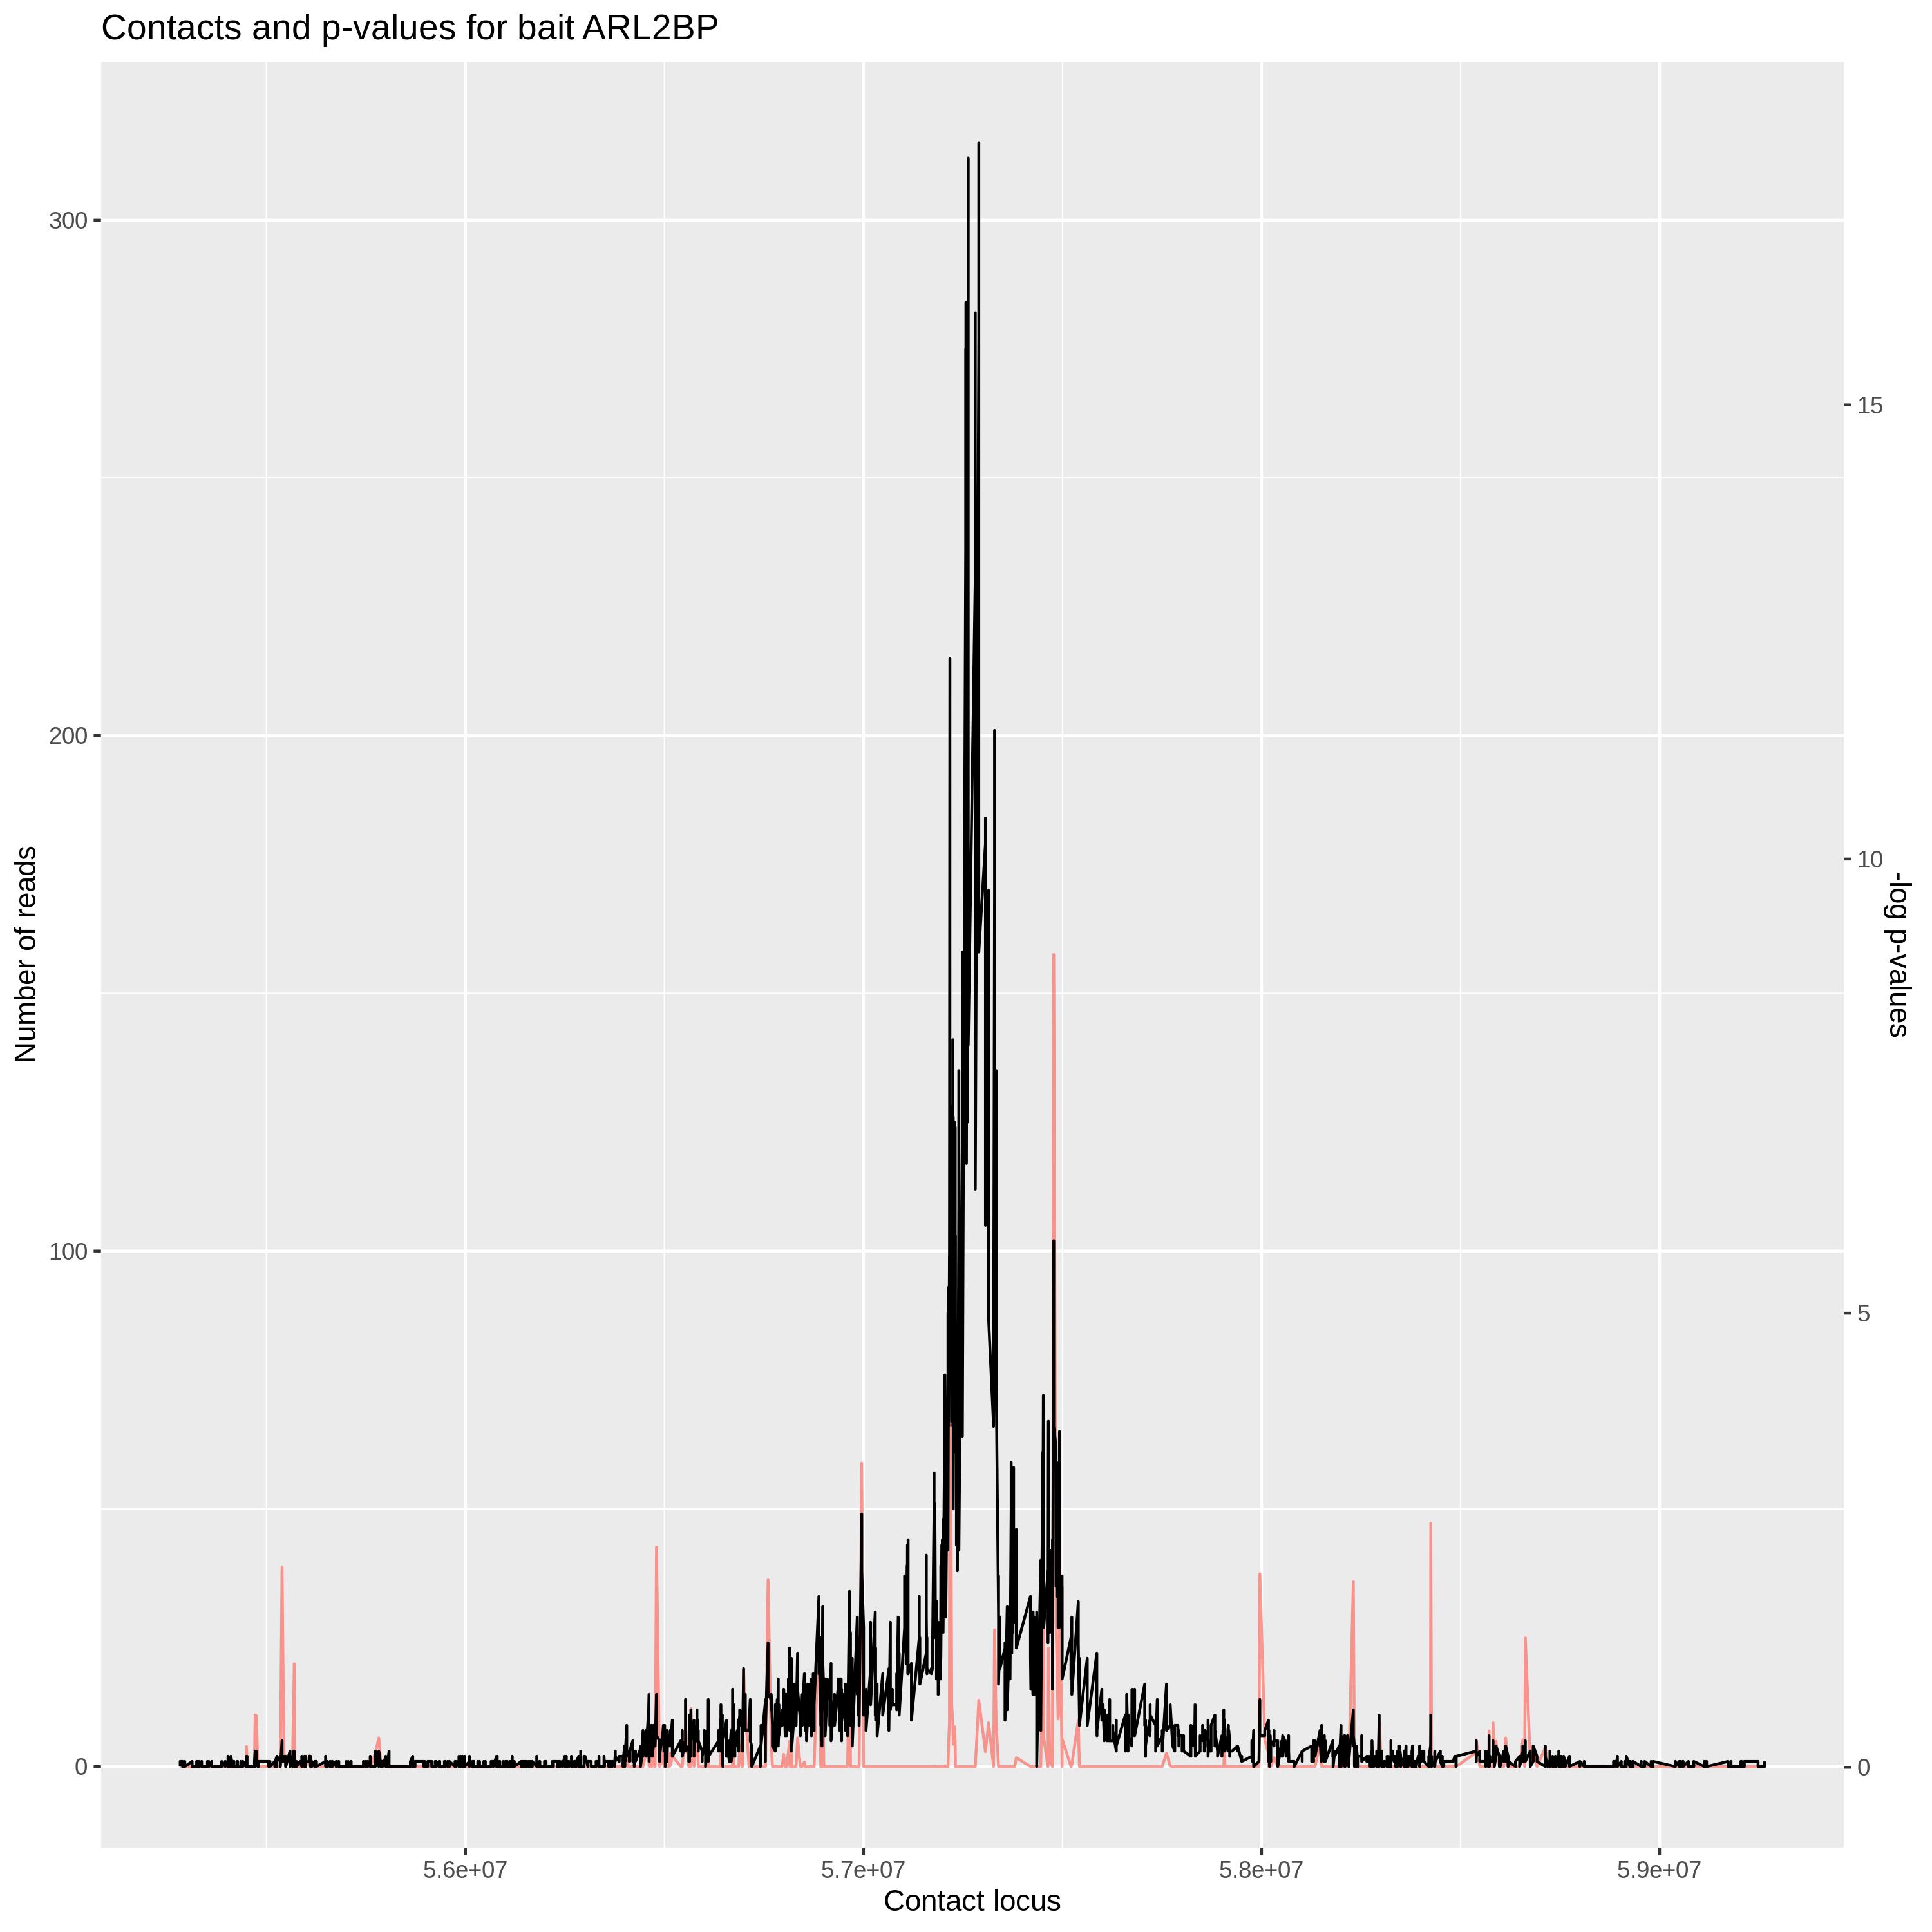 Contacts and p-values for bait ARL2BP
300
200
100
0
15
10
5
0
Number of reads
-log p-values
5.6e+07
5.7e+07
5.8e+07
5.9e+07
Contact locus